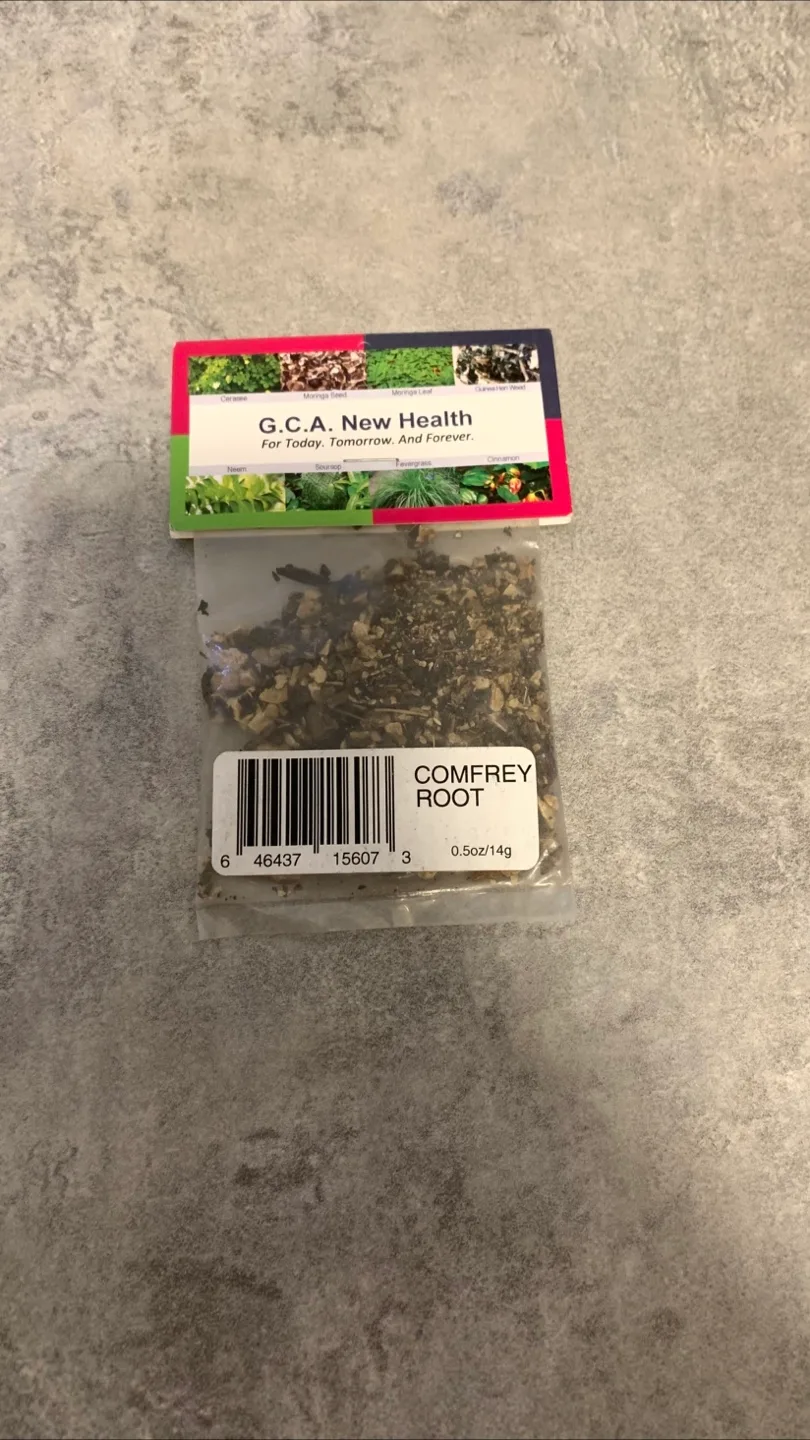 Cerasee Moringa Seed Moringa Leaf Guinea Hen Weed
G.C.A. New Health
For Today. Tomorrow. And Forever.
Neem Soursop Fevergrass Cinnamon
COMFREY
ROOT
6 46437 15607 3
0.5oz/14g